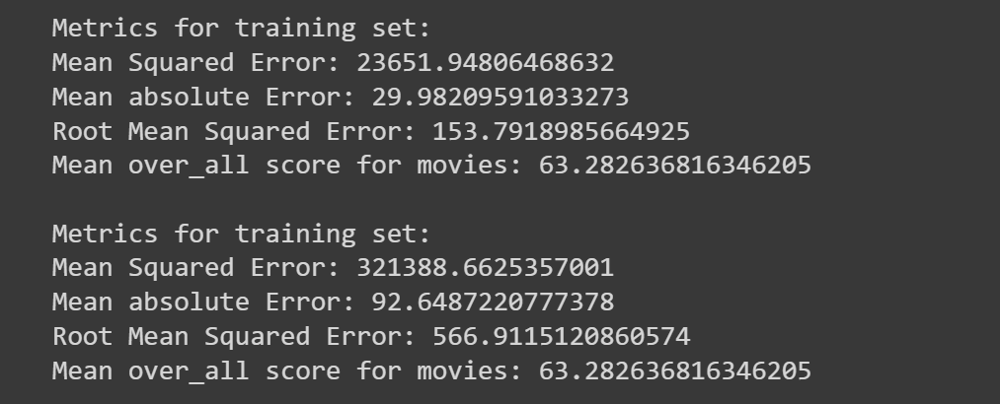 Metrics for training set:
Mean Squared Error: 23651.94806468632
Mean absolute Error: 29.98209591033273
Root Mean Squared Error: 153.7918985664925
Mean over_all score for movies: 63.282636816346205
Metrics for training set:
Mean Squared Error: 321388.6625357001
Mean absolute Error: 92.6487220777378
Root Mean Squared Error: 566.9115120860574
Mean over_all score for movies: 63.282636816346205